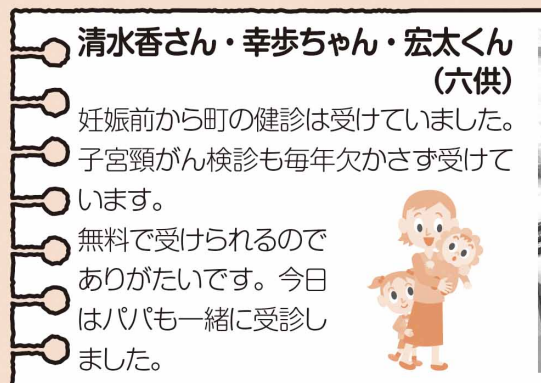 清水香さん・幸歩ちゃん・宏太くん
（六供）
妊娠前から町の健診は受けていました。
子宮頸がん検診も毎年欠かさず受けて
います。
無料で受けられるので
ありがたいです。今日
はパパも一緒に受診し
ました。